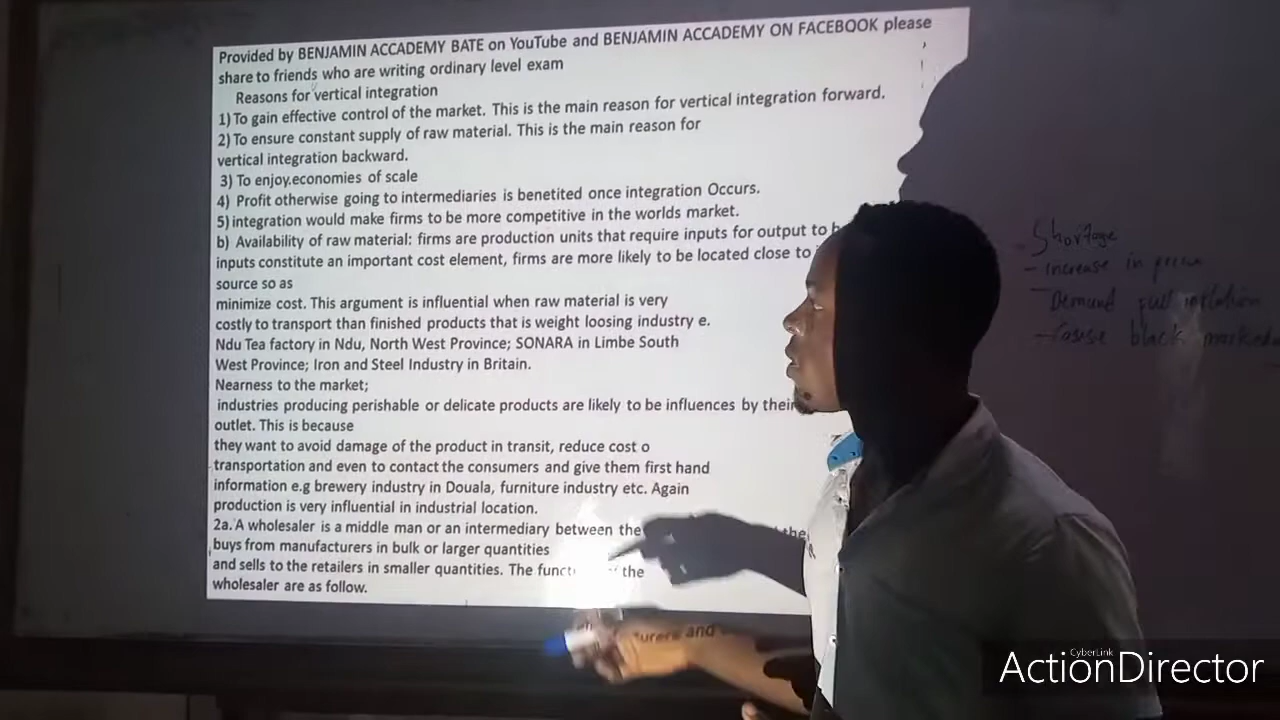 Provided by BENJAMIN ACCADEMY BATE on YouTube and BENJAMIN ACCADEMY ON FACEBOOK please
share to friends who are writing ordinary level exam
Reasons for vertical integration
1) To gain effective control of the market. This is the main reason for vertical integration forward.
2) To ensure constant supply of raw material. This is the main reason for
vertical integration backward.
3) To enjoy economies of scale
4) Profit otherwise going to intermediaries is benetited once integration Occurs.
5) integration would make firms to be more competitive in the worlds market.
b) Availability of raw material: firms are production units that require inputs for output to
inputs constitute an important cost element, firms are more likely to be located close to
source so as
minimize cost. This argument is influential when raw material is very
costly to transport than finished products that is weight loosing industry e.
Ndu Tea factory in Ndu, North West Province; SONARA in Limbe South
West Province; Iron and Steel Industry in Britain.
Nearness to the market;
industries producing perishable or delicate products are likely to be influences by their
outlet. This is because
they want to avoid damage of the product in transit, reduce cost o
transportation and even to contact the consumers and give them first hand
information e.g brewery industry in Douala, furniture industry etc. Again
production is very influential in industrial location.
2a. A wholesaler is a middle man or an intermediary between the
buys from manufacturers in bulk or larger quantities
and sells to the retailers in smaller quantities. The the
wholesaler are as follow.
Shortage
- increase in
- Demand pull inflation
- black
CyberLink
ActionDirector